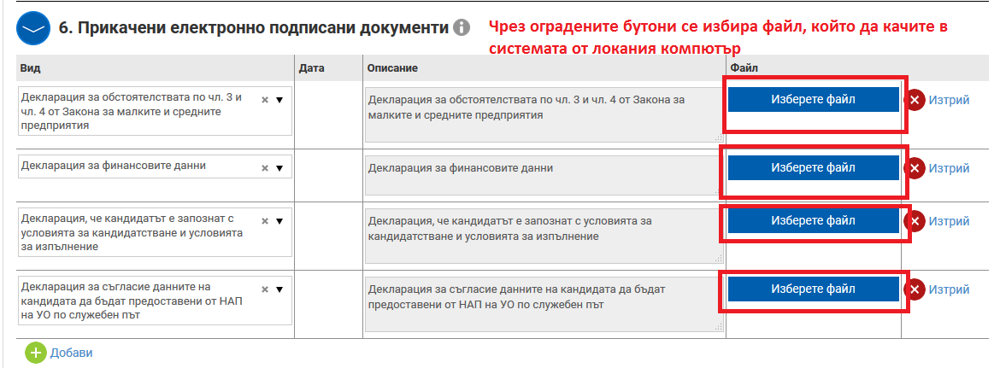 6. Прикачени електронно подписани документи
Чрез оградените бутони се избира файл, който да качите в
системата от локания компютър
Вид Дата Описание Файл
Декларация за обстоятелствата по чл. 3 и
чл. 4 от Закона за малките и средните
предприятия
Декларация за обстоятелствата по чл. 3 и чл. 4 от Закона за
малките и средните предприятия
Изберете файл
Изтрий
Декларация за финансовите данни
Декларация за финансовите данни
Изберете файл
Изтрий
Декларация, че кандидатът е запознат с
условията за кандидатстване и условията
за изпълнение
Декларация, че кандидатът е запознат с условията за
кандидатстване и условията за изпълнение
Изберете файл
Изтрий
Декларация за съгласие данните на
кандидата да бъдат предоставени от НАП
на УО по служебен път
Декларация за съгласие данните на кандидата да бъдат
предоставени от НАП на УО по служебен път
Изберете файл
Изтрий
Добави